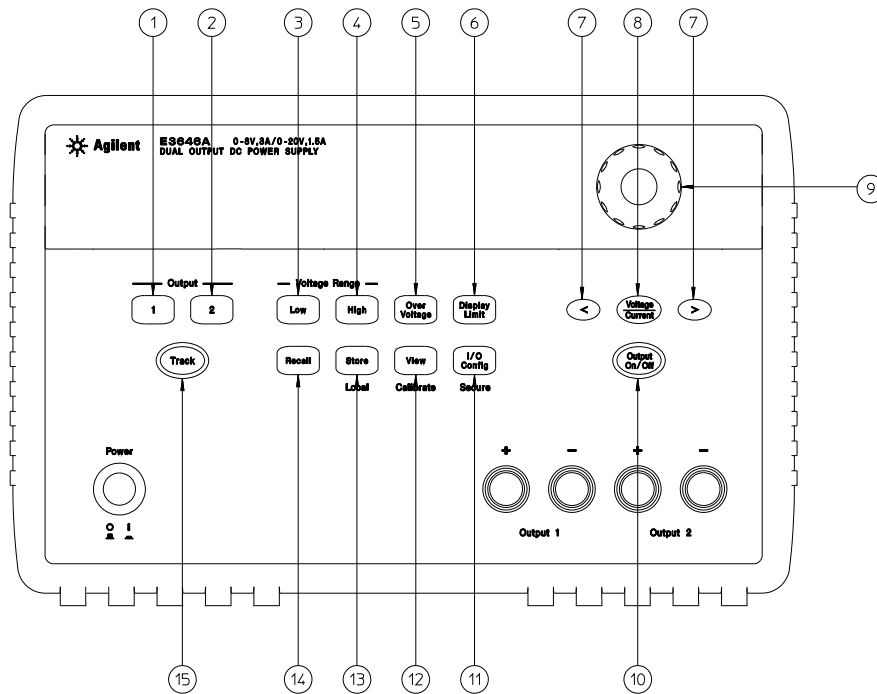 1 2 3 4 5 6 7 8 7
Agilent E3646A 0-8V,3A/0-20V,1.5A
DUAL OUTPUT DC POWER SUPPLY
9
Output Voltage Range
1 2 Low High Over Voltage Display Limit < Voltage Current >
Track Recall Store View I/O Config Output On/Off
Local Calibrate Secure
Power
+ - + -
O I
Output 1 Output 2
15 14 13 12 11 10